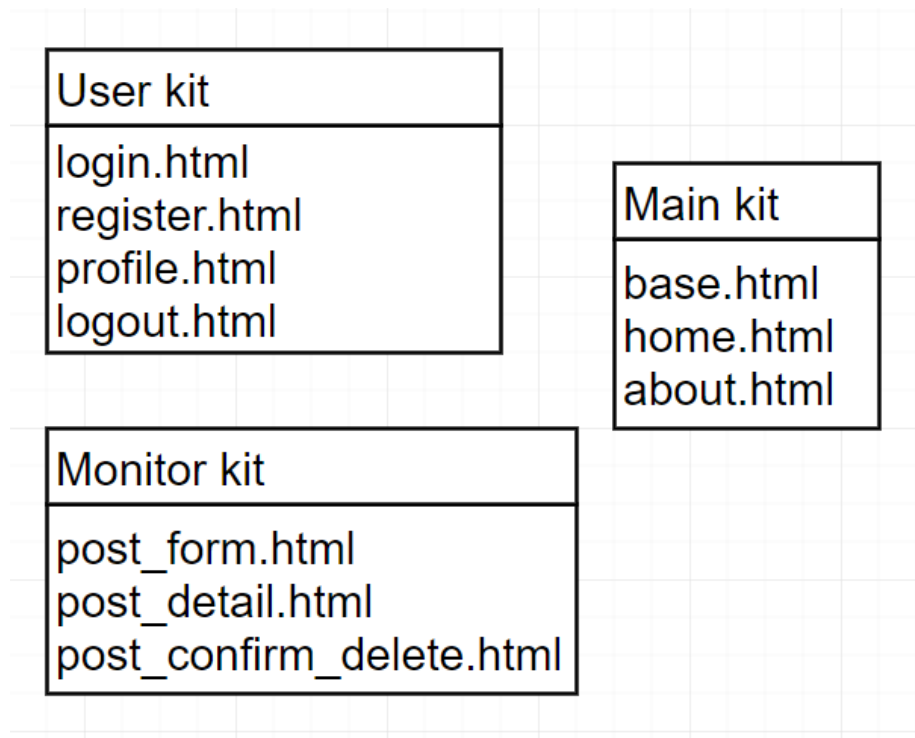 User kit
login.html
register.html
profile.html
logout.html
Main kit
base.html
home.html
about.html
Monitor kit
post_form.html
post_detail.html
post_confirm_delete.html